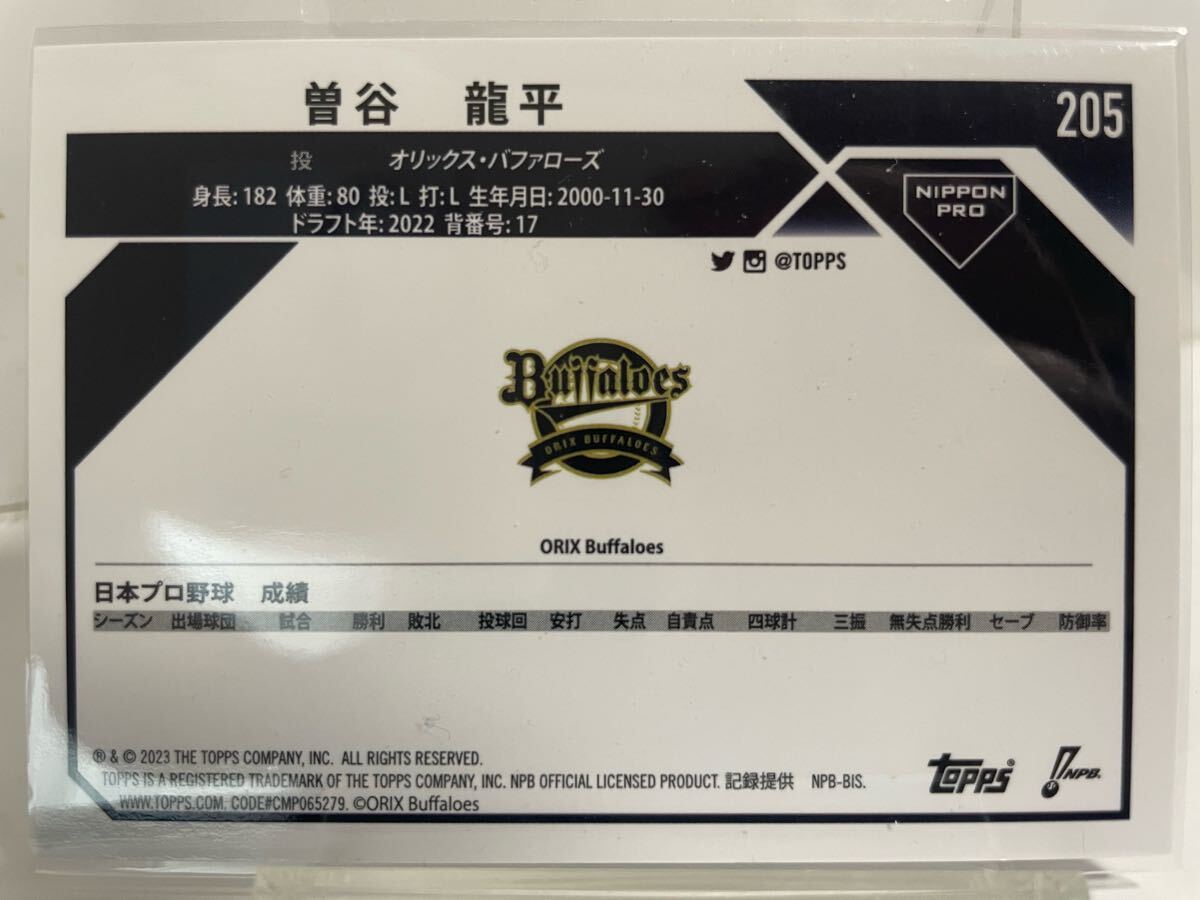 曽谷 龍平
205
投 オリックス・バファローズ
身長: 182 体重: 80 投: L 打: L 生年月日: 2000-11-30
ドラフト年: 2022 背番号: 17
NIPPON
PRO
@TOPPS
Buffaloes
ORIX BUFFALOES
ORIX Buffaloes
日本プロ野球 成績
シーズン 出場球団 試合 勝利 敗北 投球回 安打 失点 自責点 四球計 三振 無失点勝利 セーブ 防御率
® & © 2023 THE TOPPS COMPANY, INC. ALL RIGHTS RESERVED.
TOPPS IS A REGISTERED TRADEMARK OF THE TOPPS COMPANY, INC. NPB OFFICIAL LICENSED PRODUCT. 記録提供 NPB-BIS.
WWW.TOPPS.COM. CODE#CMP065279. ©ORIX Buffaloes
topps®
NPB.